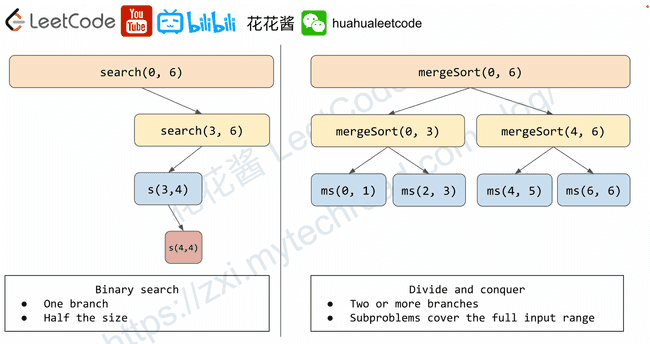 LeetCode YouTube bilibili 花花酱 huahualeetcode
search(0, 6)
search(3, 6)
s(3,4)
s(4,4)
Binary search
● One branch
● Half the size
mergeSort(0, 6)
mergeSort(0, 3) mergeSort(4, 6)
ms(0, 1) ms(2, 3) ms(4, 5) ms(6, 6)
Divide and conquer
● Two or more branches
● Subproblems cover the full input range
花花酱 LeetCode
https://zxi.mytechroad.com/blog/